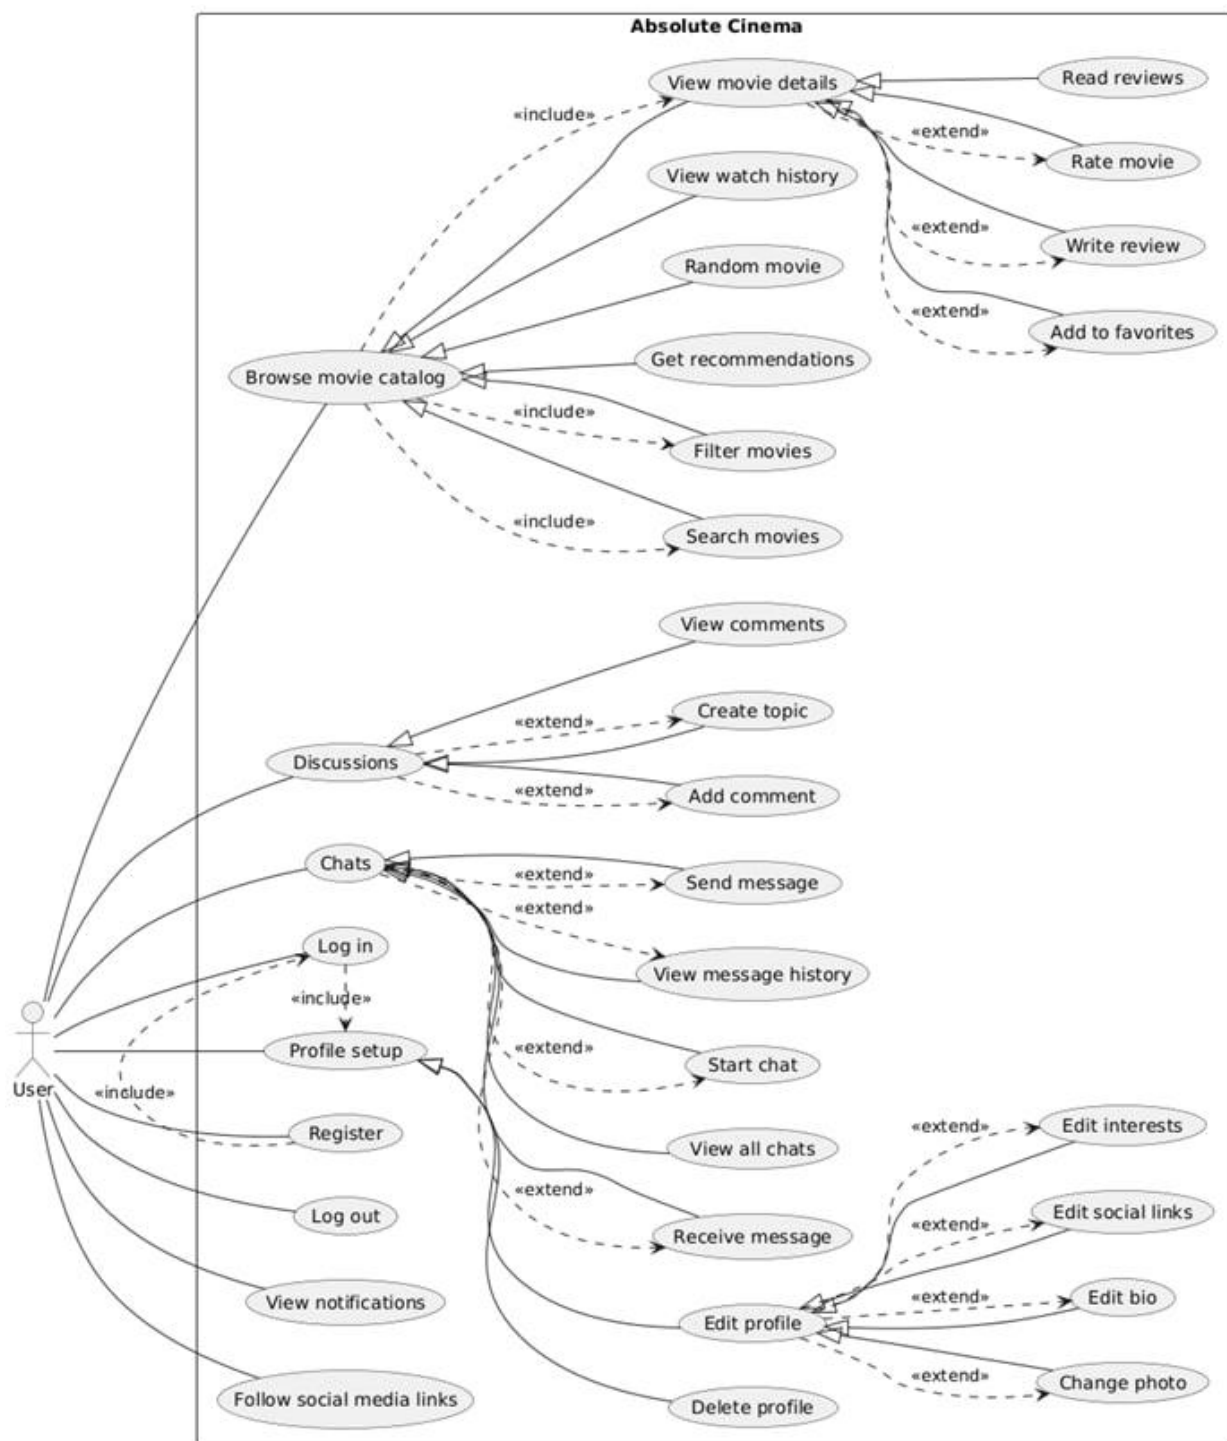 Absolute Cinema
View movie details
Read reviews
«include»
«extend»
Rate movie
View watch history
«extend»
Write review
Random movie
«extend»
Add to favorites
Browse movie catalog
Get recommendations
«include»
Filter movies
«include»
Search movies
View comments
«extend»
Create topic
Discussions
«extend»
Add comment
Chats
«extend»
Send message
«extend»
Log in
View message history
«include»
Profile setup
«extend»
Start chat
User
«include»
Register
View all chats
«extend»
Edit interests
«extend»
Log out
Receive message
«extend»
Edit social links
View notifications
Edit profile
«extend»
Edit bio
Follow social media links
Delete profile
«extend»
Change photo